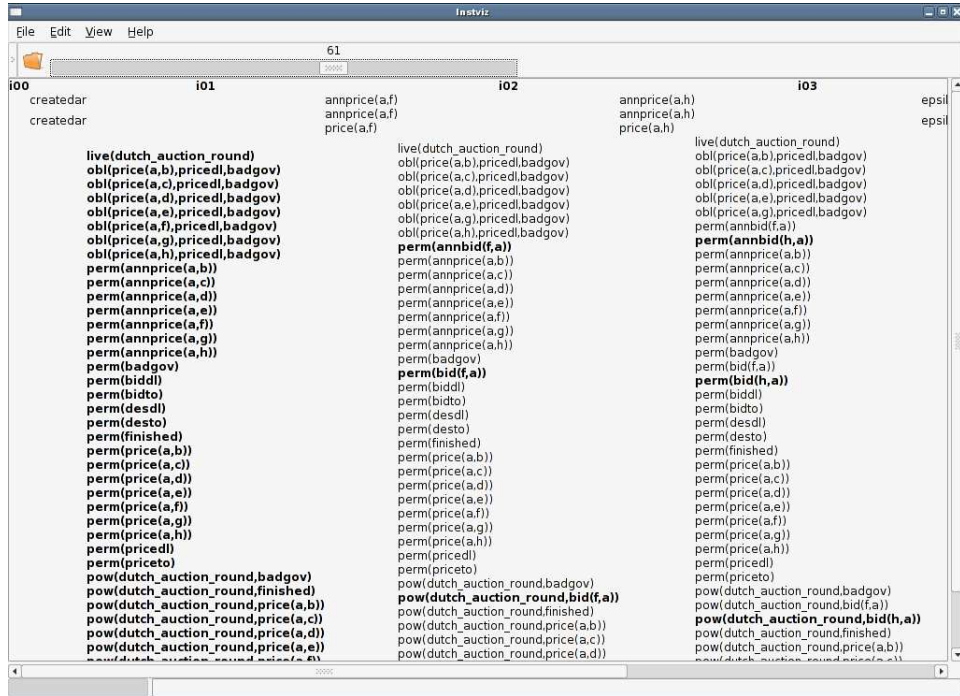 Instviz
File Edit View Help
61
i00 i01 i02 i03
createdar annprice(a,f) annprice(a,h) epsil
createdar annprice(a,f) annprice(a,h) epsil
price(a,f) price(a,h)
live(dutch_auction_round)
obl(price(a,b),pricedl,badgov)
obl(price(a,c),pricedl,badgov)
obl(price(a,d),pricedl,badgov)
obl(price(a,e),pricedl,badgov)
obl(price(a,f),pricedl,badgov)
obl(price(a,g),pricedl,badgov)
obl(price(a,h),pricedl,badgov)
perm(annprice(a,b))
perm(annprice(a,c))
perm(annprice(a,d))
perm(annprice(a,e))
perm(annprice(a,f))
perm(annprice(a,g))
perm(annprice(a,h))
perm(badgov)
perm(biddl)
perm(bidto)
perm(desdl)
perm(desto)
perm(finished)
perm(price(a,b))
perm(price(a,c))
perm(price(a,d))
perm(price(a,e))
perm(price(a,f))
perm(price(a,g))
perm(price(a,h))
perm(pricedl)
perm(priceto)
pow(dutch_auction_round,badgov)
pow(dutch_auction_round,finished)
pow(dutch_auction_round,price(a,b))
pow(dutch_auction_round,price(a,c))
pow(dutch_auction_round,price(a,d))
pow(dutch_auction_round,price(a,e))
pow(dutch_auction_round,price(a,f))
live(dutch_auction_round)
obl(price(a,b),pricedl,badgov)
obl(price(a,c),pricedl,badgov)
obl(price(a,d),pricedl,badgov)
obl(price(a,e),pricedl,badgov)
obl(price(a,g),pricedl,badgov)
obl(price(a,h),pricedl,badgov)
perm(annbid(f,a))
perm(annprice(a,b))
perm(annprice(a,c))
perm(annprice(a,d))
perm(annprice(a,e))
perm(annprice(a,f))
perm(annprice(a,g))
perm(annprice(a,h))
perm(badgov)
perm(bid(f,a))
perm(biddl)
perm(bidto)
perm(desdl)
perm(desto)
perm(finished)
perm(price(a,b))
perm(price(a,c))
perm(price(a,d))
perm(price(a,e))
perm(price(a,f))
perm(price(a,g))
perm(price(a,h))
perm(pricedl)
perm(priceto)
pow(dutch_auction_round,badgov)
pow(dutch_auction_round,bid(f,a))
pow(dutch_auction_round,finished)
pow(dutch_auction_round,price(a,b))
pow(dutch_auction_round,price(a,c))
pow(dutch_auction_round,price(a,d))
live(dutch_auction_round)
obl(price(a,b),pricedl,badgov)
obl(price(a,c),pricedl,badgov)
obl(price(a,d),pricedl,badgov)
obl(price(a,e),pricedl,badgov)
obl(price(a,g),pricedl,badgov)
perm(annbid(f,a))
perm(annbid(h,a))
perm(annprice(a,b))
perm(annprice(a,c))
perm(annprice(a,d))
perm(annprice(a,e))
perm(annprice(a,f))
perm(annprice(a,g))
perm(annprice(a,h))
perm(badgov)
perm(bid(f,a))
perm(bid(h,a))
perm(biddl)
perm(bidto)
perm(desdl)
perm(desto)
perm(finished)
perm(price(a,b))
perm(price(a,c))
perm(price(a,d))
perm(price(a,e))
perm(price(a,f))
perm(price(a,g))
perm(price(a,h))
perm(pricedl)
perm(priceto)
pow(dutch_auction_round,badgov)
pow(dutch_auction_round,bid(f,a))
pow(dutch_auction_round,bid(h,a))
pow(dutch_auction_round,finished)
pow(dutch_auction_round,price(a,b))
pow(dutch_auction_round,price(a,c))